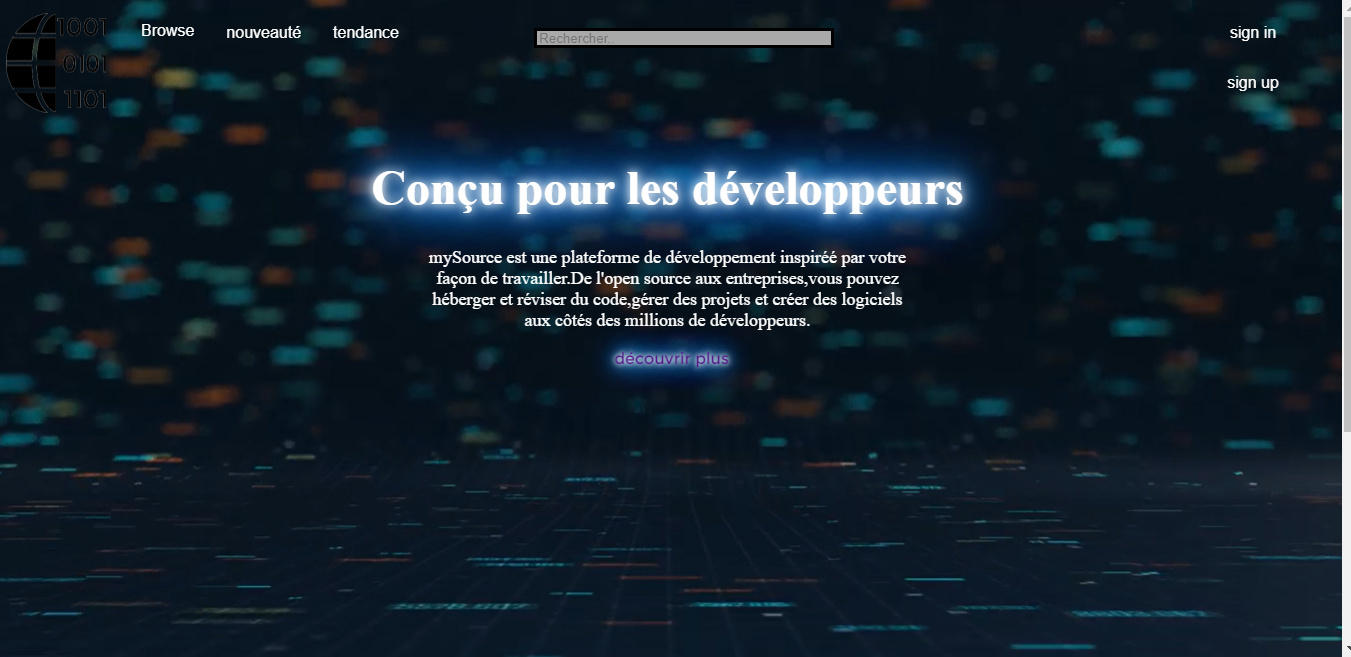 1001
0101
1101
Browse
nouveauté
tendance
Rechercher..
sign in
sign up
Conçu pour les développeurs
mySource est une plateforme de développement inspiréé par votre
façon de travailler.De l'open source aux entreprises,vous pouvez
héberger et réviser du code,gérer des projets et créer des logiciels
aux côtés des millions de développeurs.
découvrir plus